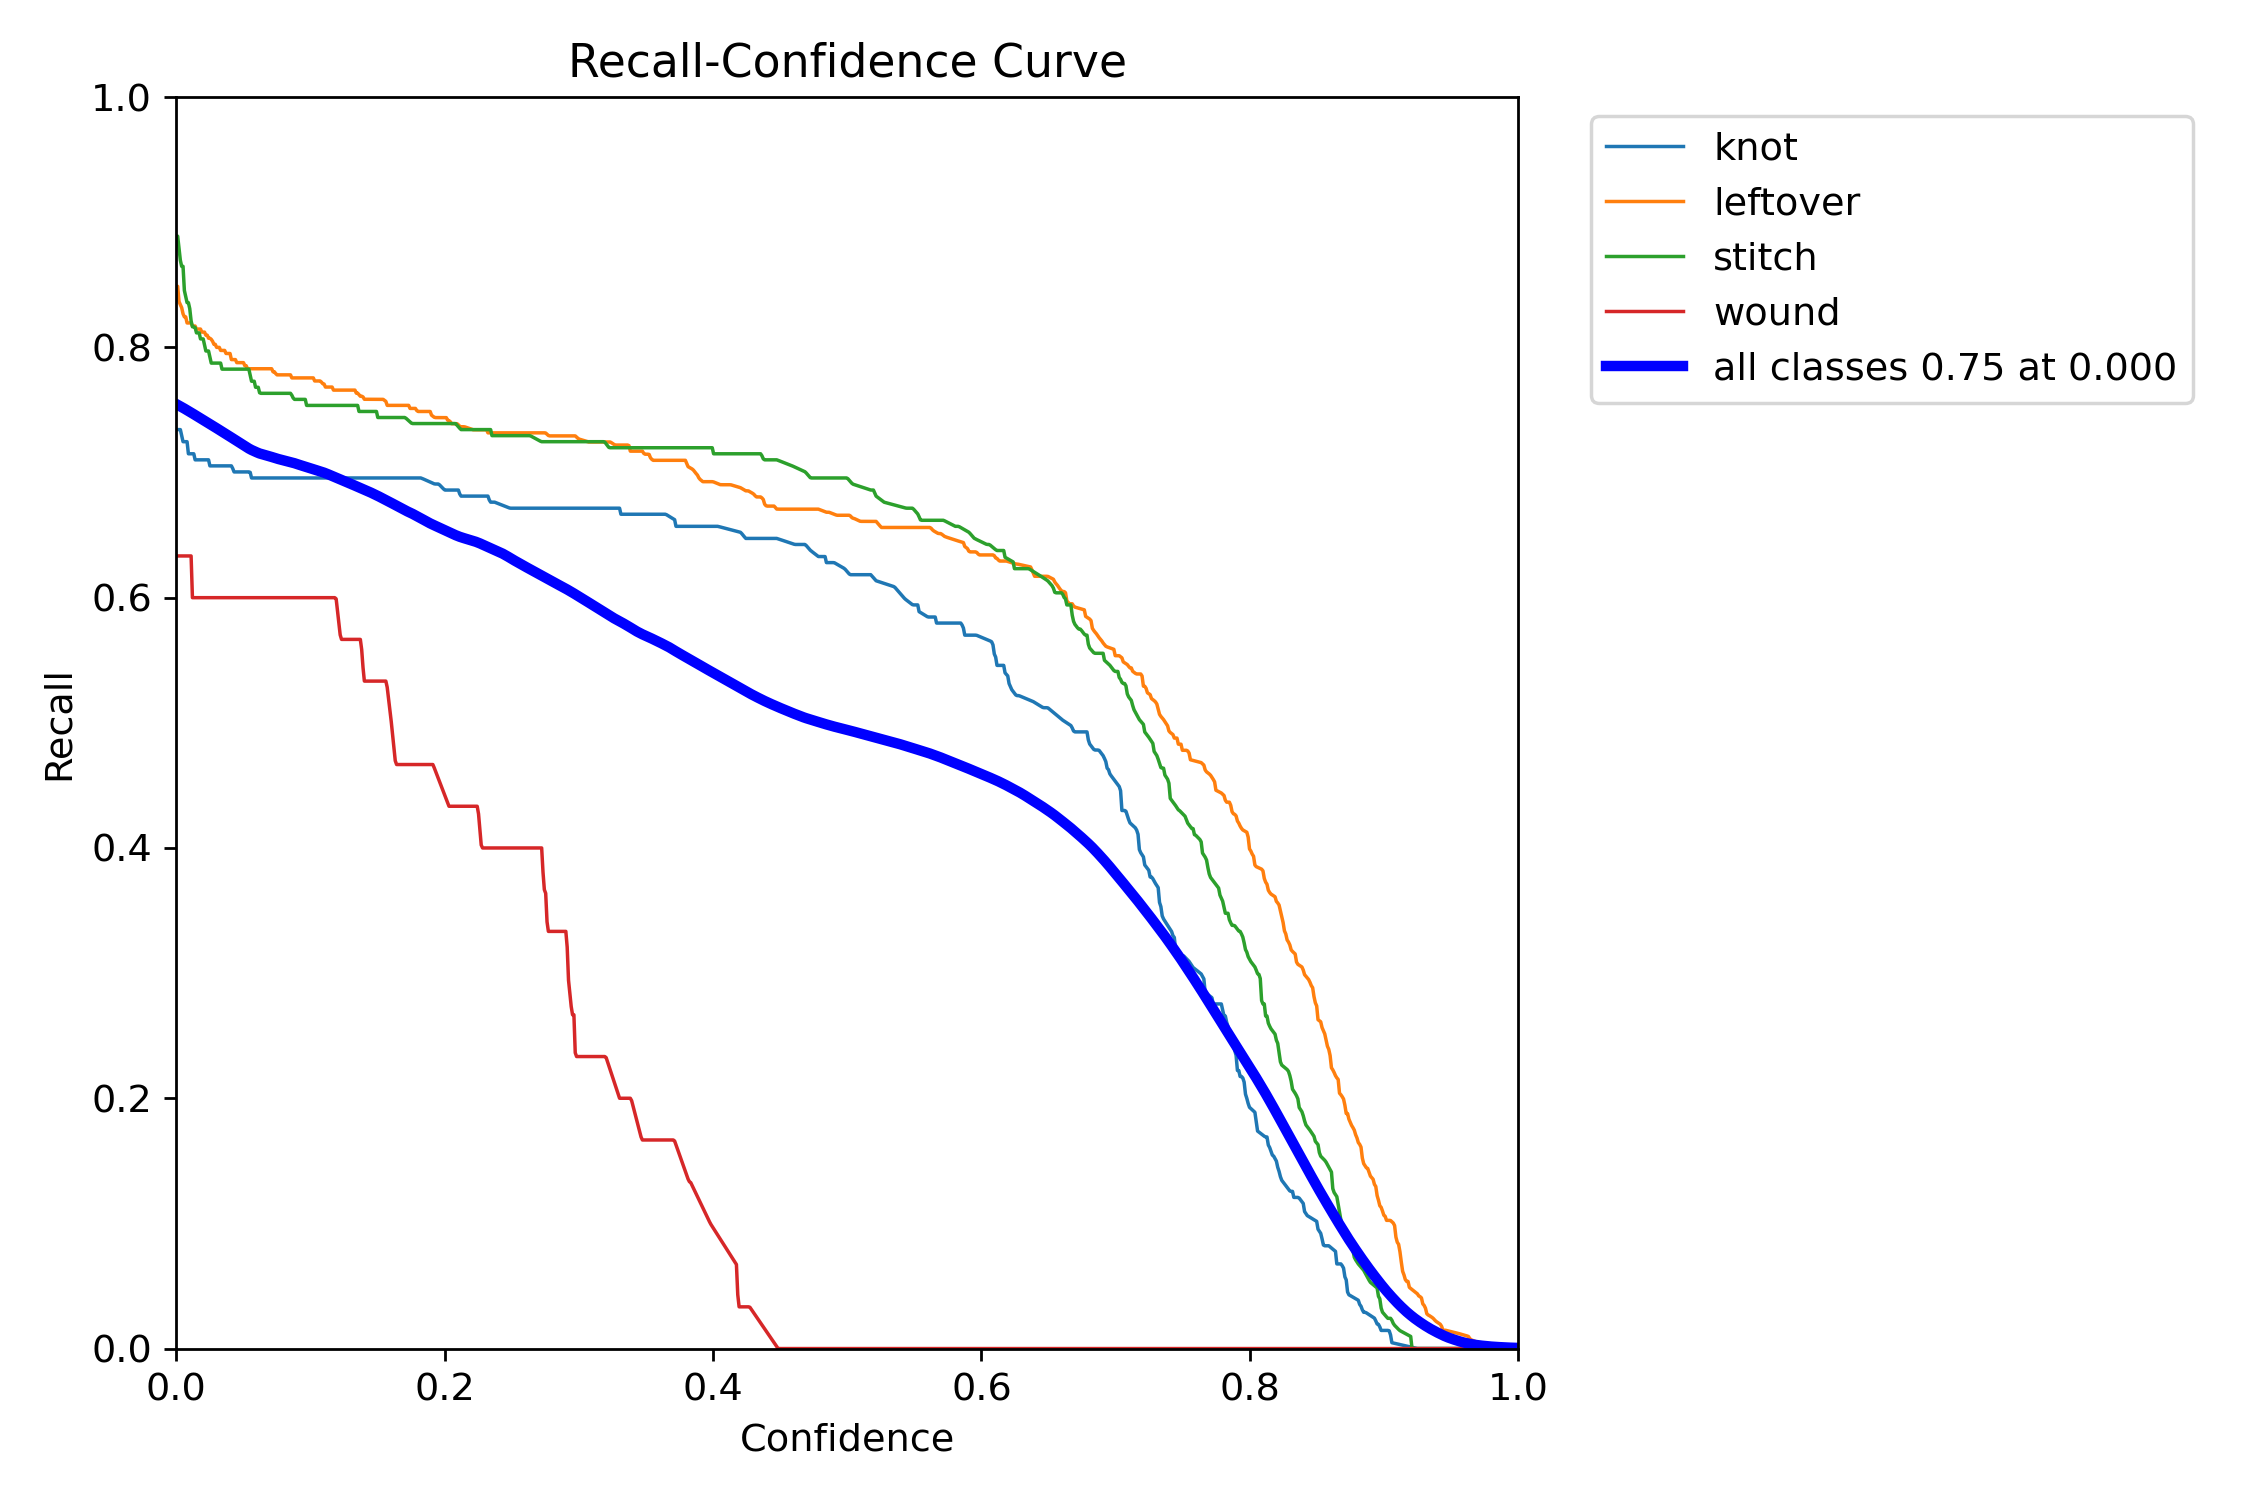 Recall-Confidence Curve
1.0
0.8
0.6
0.4
0.2
0.0
Recall
0.0 0.2 0.4 0.6 0.8 1.0
Confidence
knot
leftover
stitch
wound
all classes 0.75 at 0.000